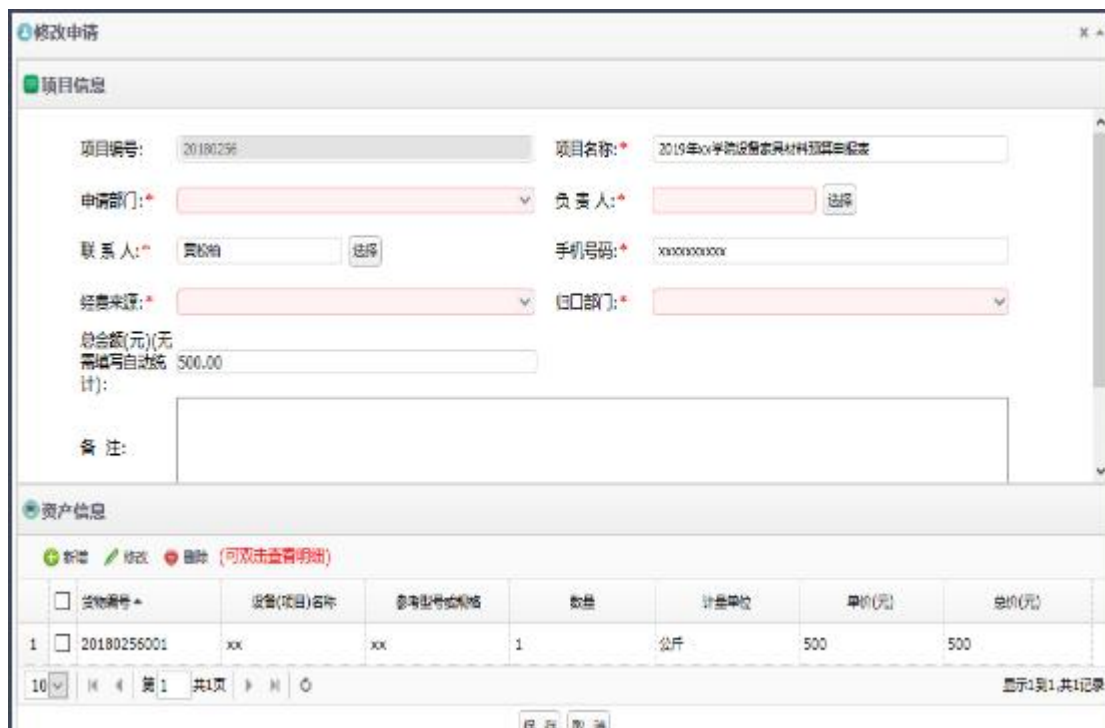 修改申请
项目信息
项目编号: 20180256 项目名称:* 2019年xx学院设备家具材料预算申报表
申请部门:* 负 责 人:* 选择
联 系 人:* 黄松柏 选择 手机号码:* xxxxxxxxxxx
经费来源:* 归口部门:*
总金额(元)(无
需填写自动统 500.00
计):
备 注:
资产信息
新增 修改 删除 (可双击查看明细)
货物编号 设备(项目)名称 参考型号或规格 数量 计量单位 单价(元) 总价(元)
1 20180256001 xx xx 1 公斤 500 500
10 第 1 共1页 显示1到1,共1记录
保 存 取 消